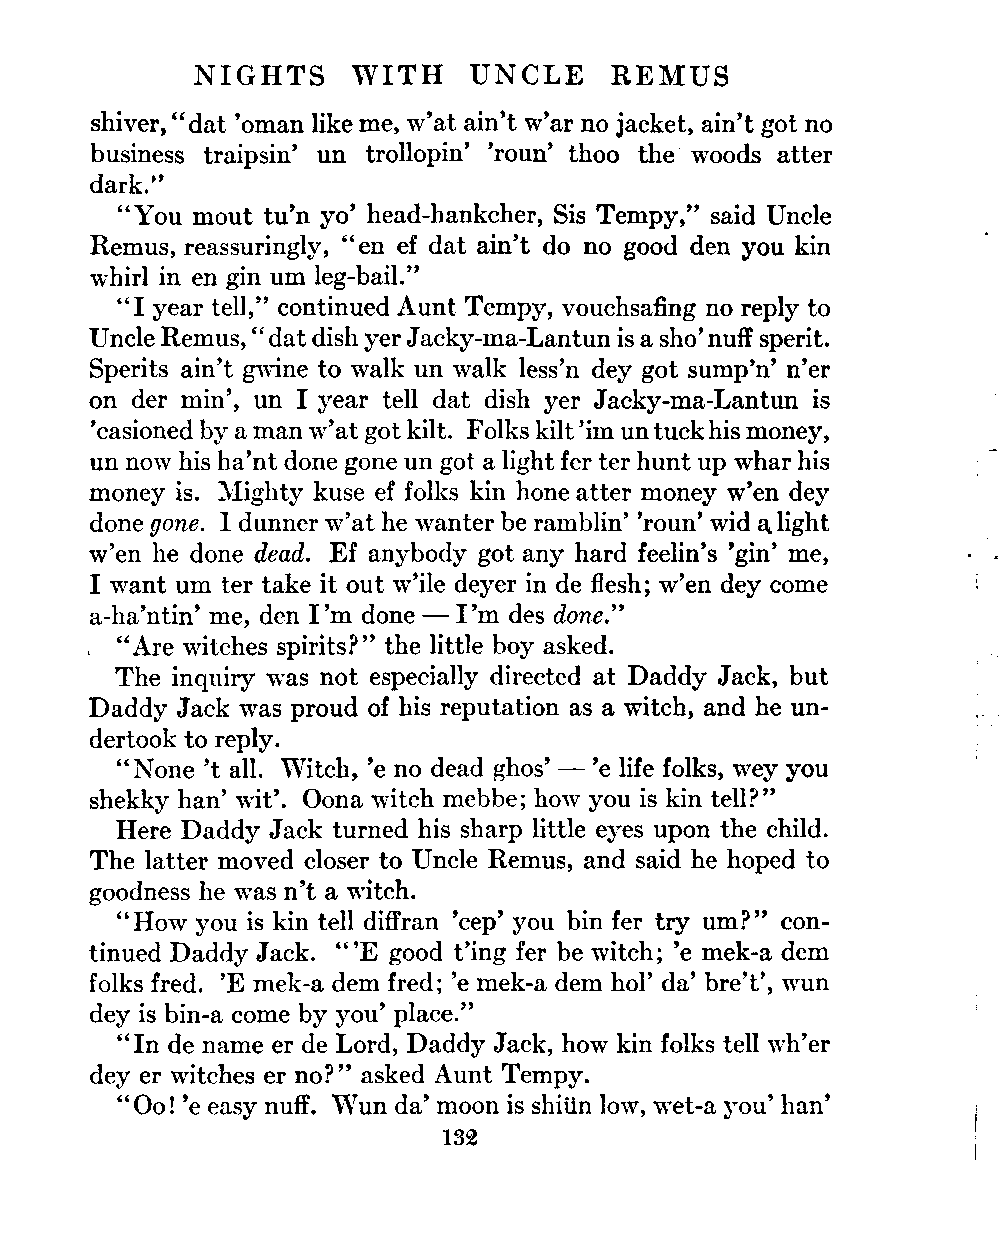 NIGHTS WITH UNCLE REMUS
shiver, “dat ’oman like me, w’at ain’t w’ar no jacket, ain’t got no
business traipsin’ un trollopin’ ’roun’ thoo the woods atter
dark.”
“You mout tu’n yo’ head-hankcher, Sis Tempy,” said Uncle
Remus, reassuringly, “en ef dat ain’t do no good den you kin
whirl in en gin um leg-bail.”
“I year tell,” continued Aunt Tempy, vouchsafing no reply to
Uncle Remus, “dat dish yer Jacky-ma-Lantun is a sho’ nuff sperit.
Sperits ain’t gwine to walk un walk less’n dey got sump’n’ n’er
on der min’, un I year tell dat dish yer Jacky-ma-Lantun is
’casioned by a man w’at got kilt. Folks kilt ’im un tuck his money,
un now his ha’nt done gone un got a light fer ter hunt up whar his
money is. Mighty kuse ef folks kin hone atter money w’en dey
done gone. I dunner w’at he wanter be ramblin’ ’roun’ wid a light
w’en he done dead. Ef anybody got any hard feelin’s ’gin’ me,
I want um ter take it out w’ile deyer in de flesh; w’en dey come
a-ha’ntin’ me, den I’m done — I’m des done.”
“Are witches spirits?” the little boy asked.
The inquiry was not especially directed at Daddy Jack, but
Daddy Jack was proud of his reputation as a witch, and he un-
dertook to reply.
“None ’t all. Witch, ’e no dead ghos’ — ’e life folks, wey you
shekky han’ wit’. Oona witch mebbe; how you is kin tell?”
Here Daddy Jack turned his sharp little eyes upon the child.
The latter moved closer to Uncle Remus, and said he hoped to
goodness he was n’t a witch.
“How you is kin tell diffran ’cep’ you bin fer try um?” con-
tinued Daddy Jack. “’E good t’ing fer be witch; ’e mek-a dem
folks fred. ’E mek-a dem fred; ’e mek-a dem hol’ da’ bre’t’, wun
dey is bin-a come by you’ place.”
“In de name er de Lord, Daddy Jack, how kin folks tell wh’er
dey er witches er no?” asked Aunt Tempy.
“Oo! ’e easy nuff. Wun da’ moon is shiün low, wet-a you’ han’
132